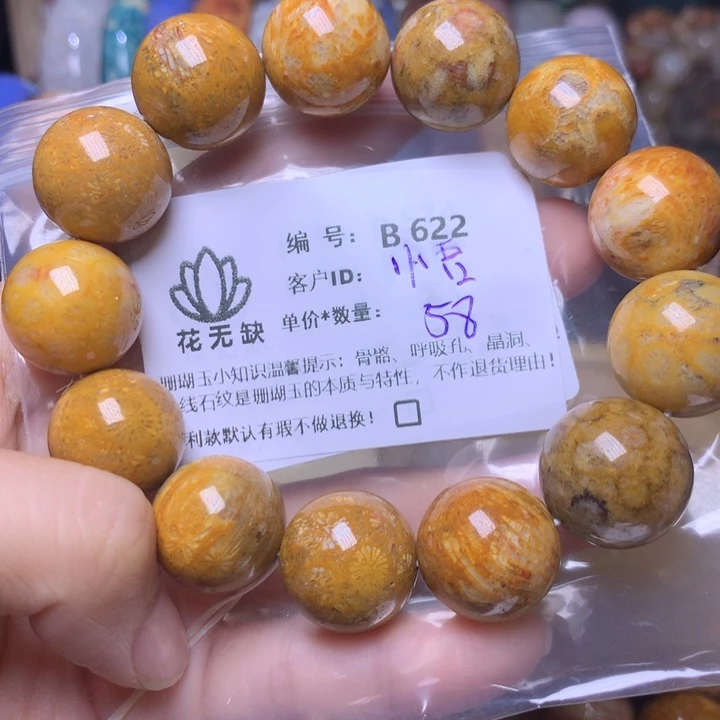 编 号: B 622
客户ID: 小豆
花无缺
单价*数量: 58
珊瑚玉小知识温馨提示: 骨骼、呼吸孔、晶洞、
线石纹是珊瑚玉的本质与特性, 不作退货理由!
利款默认有瑕不做退换! □